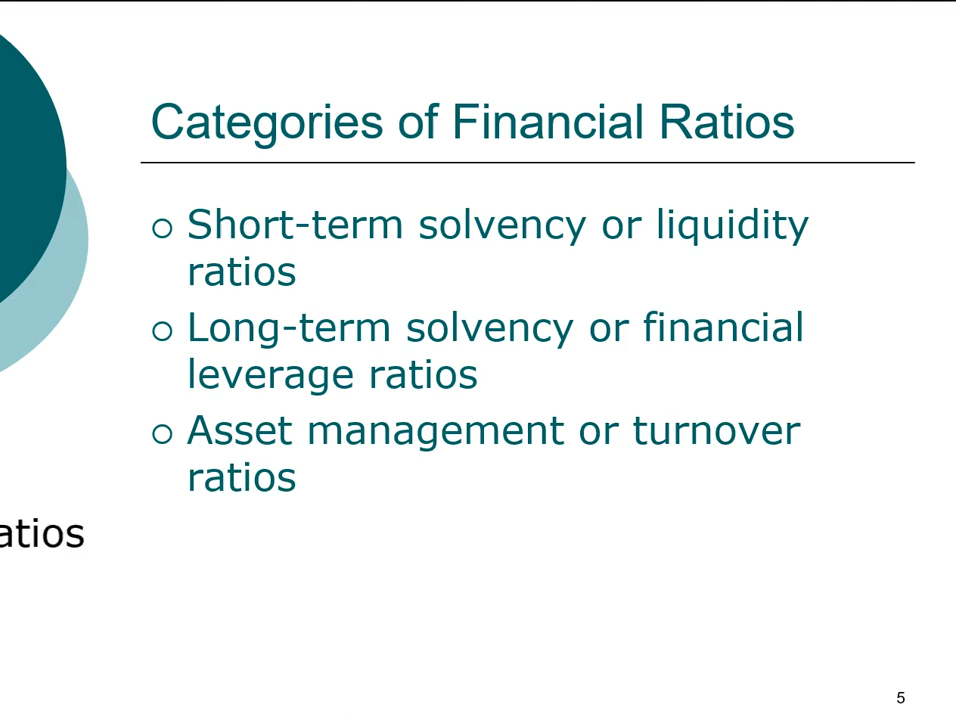 Categories of Financial Ratios
Short-term solvency or liquidity
ratios
Long-term solvency or financial
leverage ratios
Asset management or turnover
ratios
atios
5